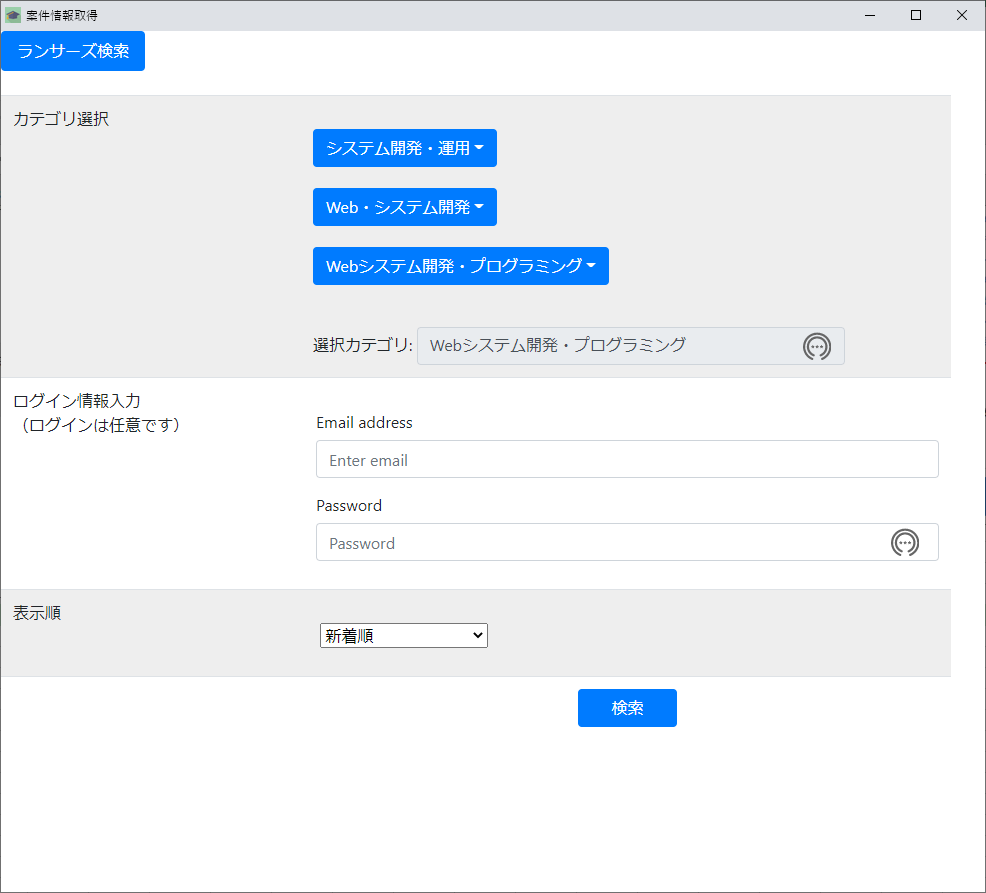 案件情報取得
ランサーズ検索
カテゴリ選択
システム開発・運用
Web・システム開発
Webシステム開発・プログラミング
選択カテゴリ: Webシステム開発・プログラミング
ログイン情報入力
（ログインは任意です）
Email address
Enter email
Password
Password
表示順
新着順
検索